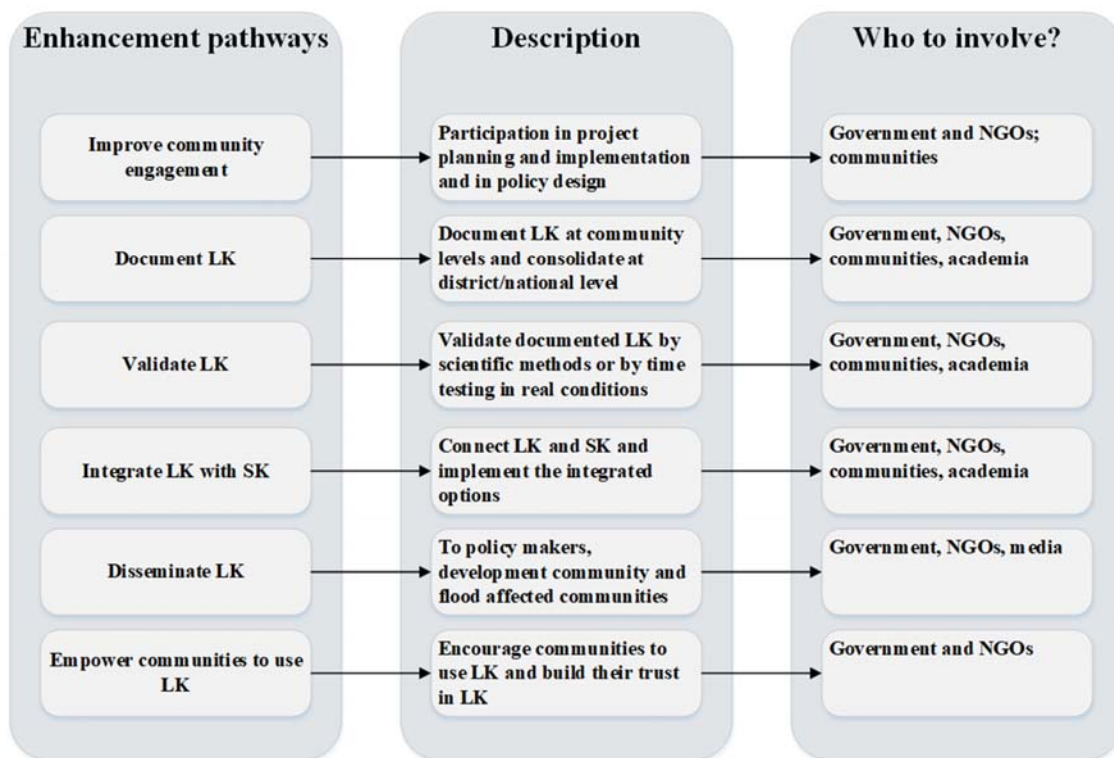 Enhancement pathways
Description
Who to involve?
Improve community
engagement
Participation in project
planning and implementation
and in policy design
Government and NGOs;
communities
Document LK
Document LK at community
levels and consolidate at
district/national level
Government, NGOs,
communities, academia
Validate LK
Validate documented LK by
scientific methods or by time
testing in real conditions
Government, NGOs,
communities, academia
Integrate LK with SK
Connect LK and SK and
implement the integrated
options
Government, NGOs,
communities, academia
Disseminate LK
To policy makers,
development community and
flood affected communities
Government, NGOs, media
Empower communities to use
LK
Encourage communities to
use LK and build their trust
in LK
Government and NGOs